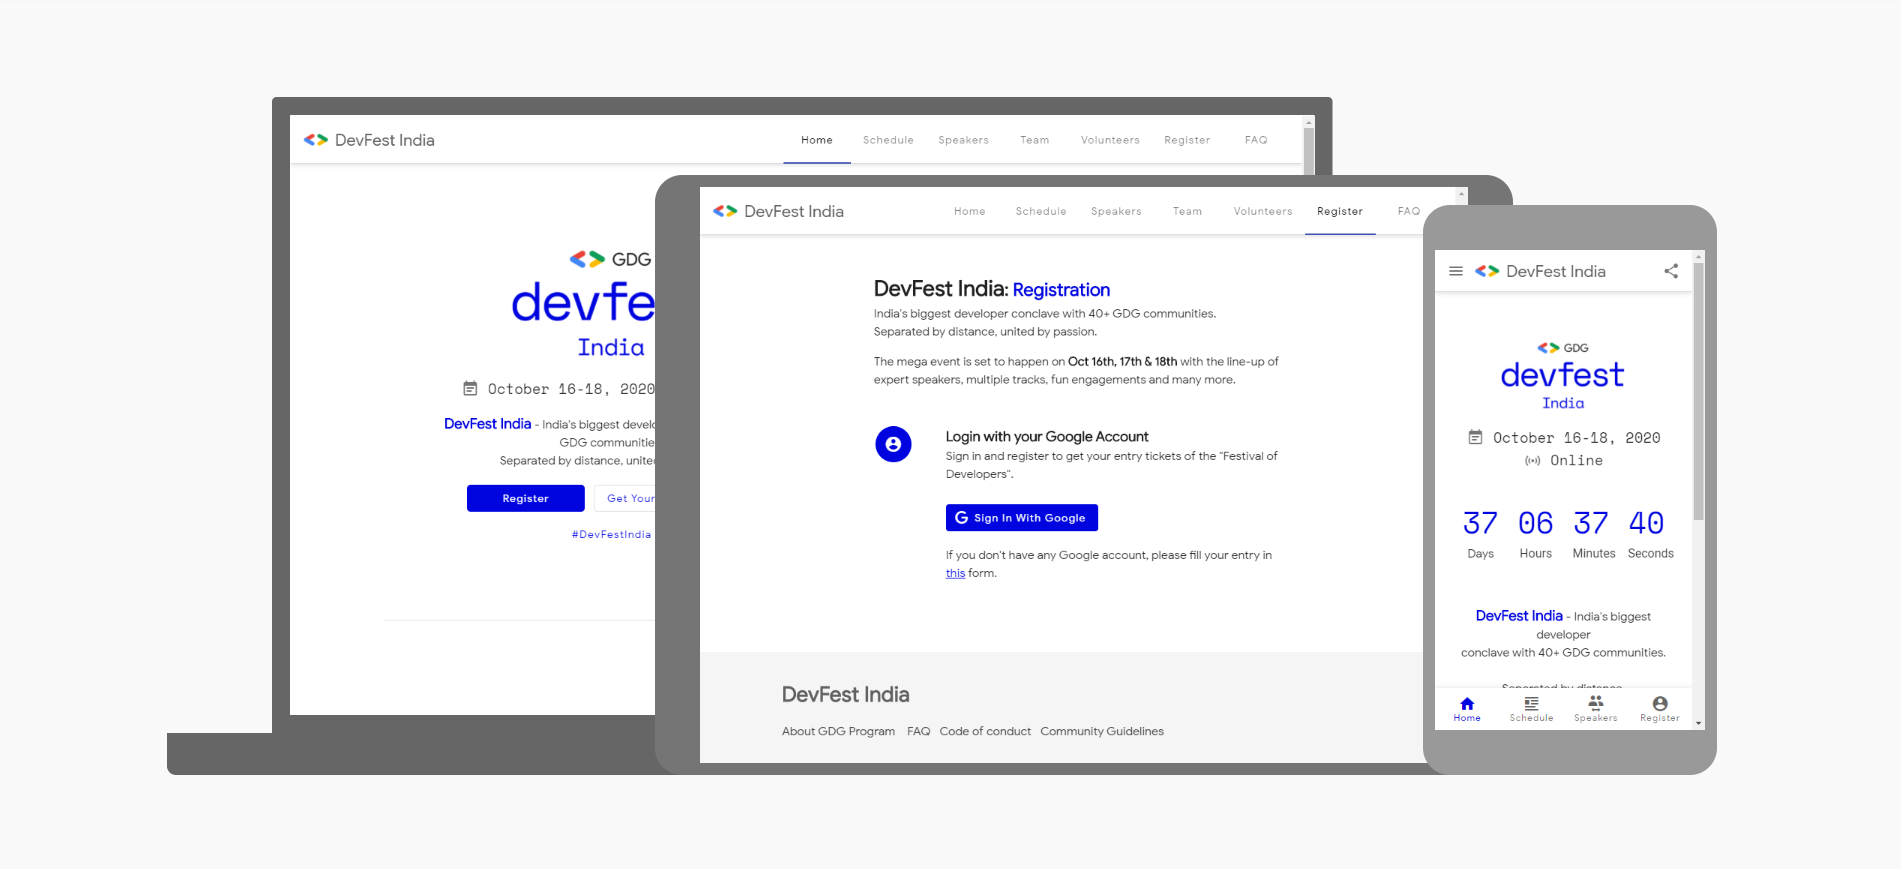 DevFest India
Home Schedule Speakers Team Volunteers Register FAQ
GDG
devfe
India
October 16-18, 2020
DevFest India - India's biggest develo
GDG communitie
Separated by distance, unite
Register Get Your
#DevFestIndia
DevFest India
Home Schedule Speakers Team Volunteers Register FAQ
DevFest India: Registration
India's biggest developer conclave with 40+ GDG communities.
Separated by distance, united by passion.
The mega event is set to happen on Oct 16th, 17th & 18th with the line-up of
expert speakers, multiple tracks, fun engagements and many more.
Login with your Google Account
Sign in and register to get your entry tickets of the "Festival of
Developers".
G Sign In With Google
If you don't have any Google account, please fill your entry in
this form.
DevFest India
About GDG Program FAQ Code of conduct Community Guidelines
DevFest India
GDG
devfest
India
October 16-18, 2020
Online
37 06 37 40
Days Hours Minutes Seconds
DevFest India - India's biggest
developer
conclave with 40+ GDG communities.
Separated by distance
Home Schedule Speakers Register